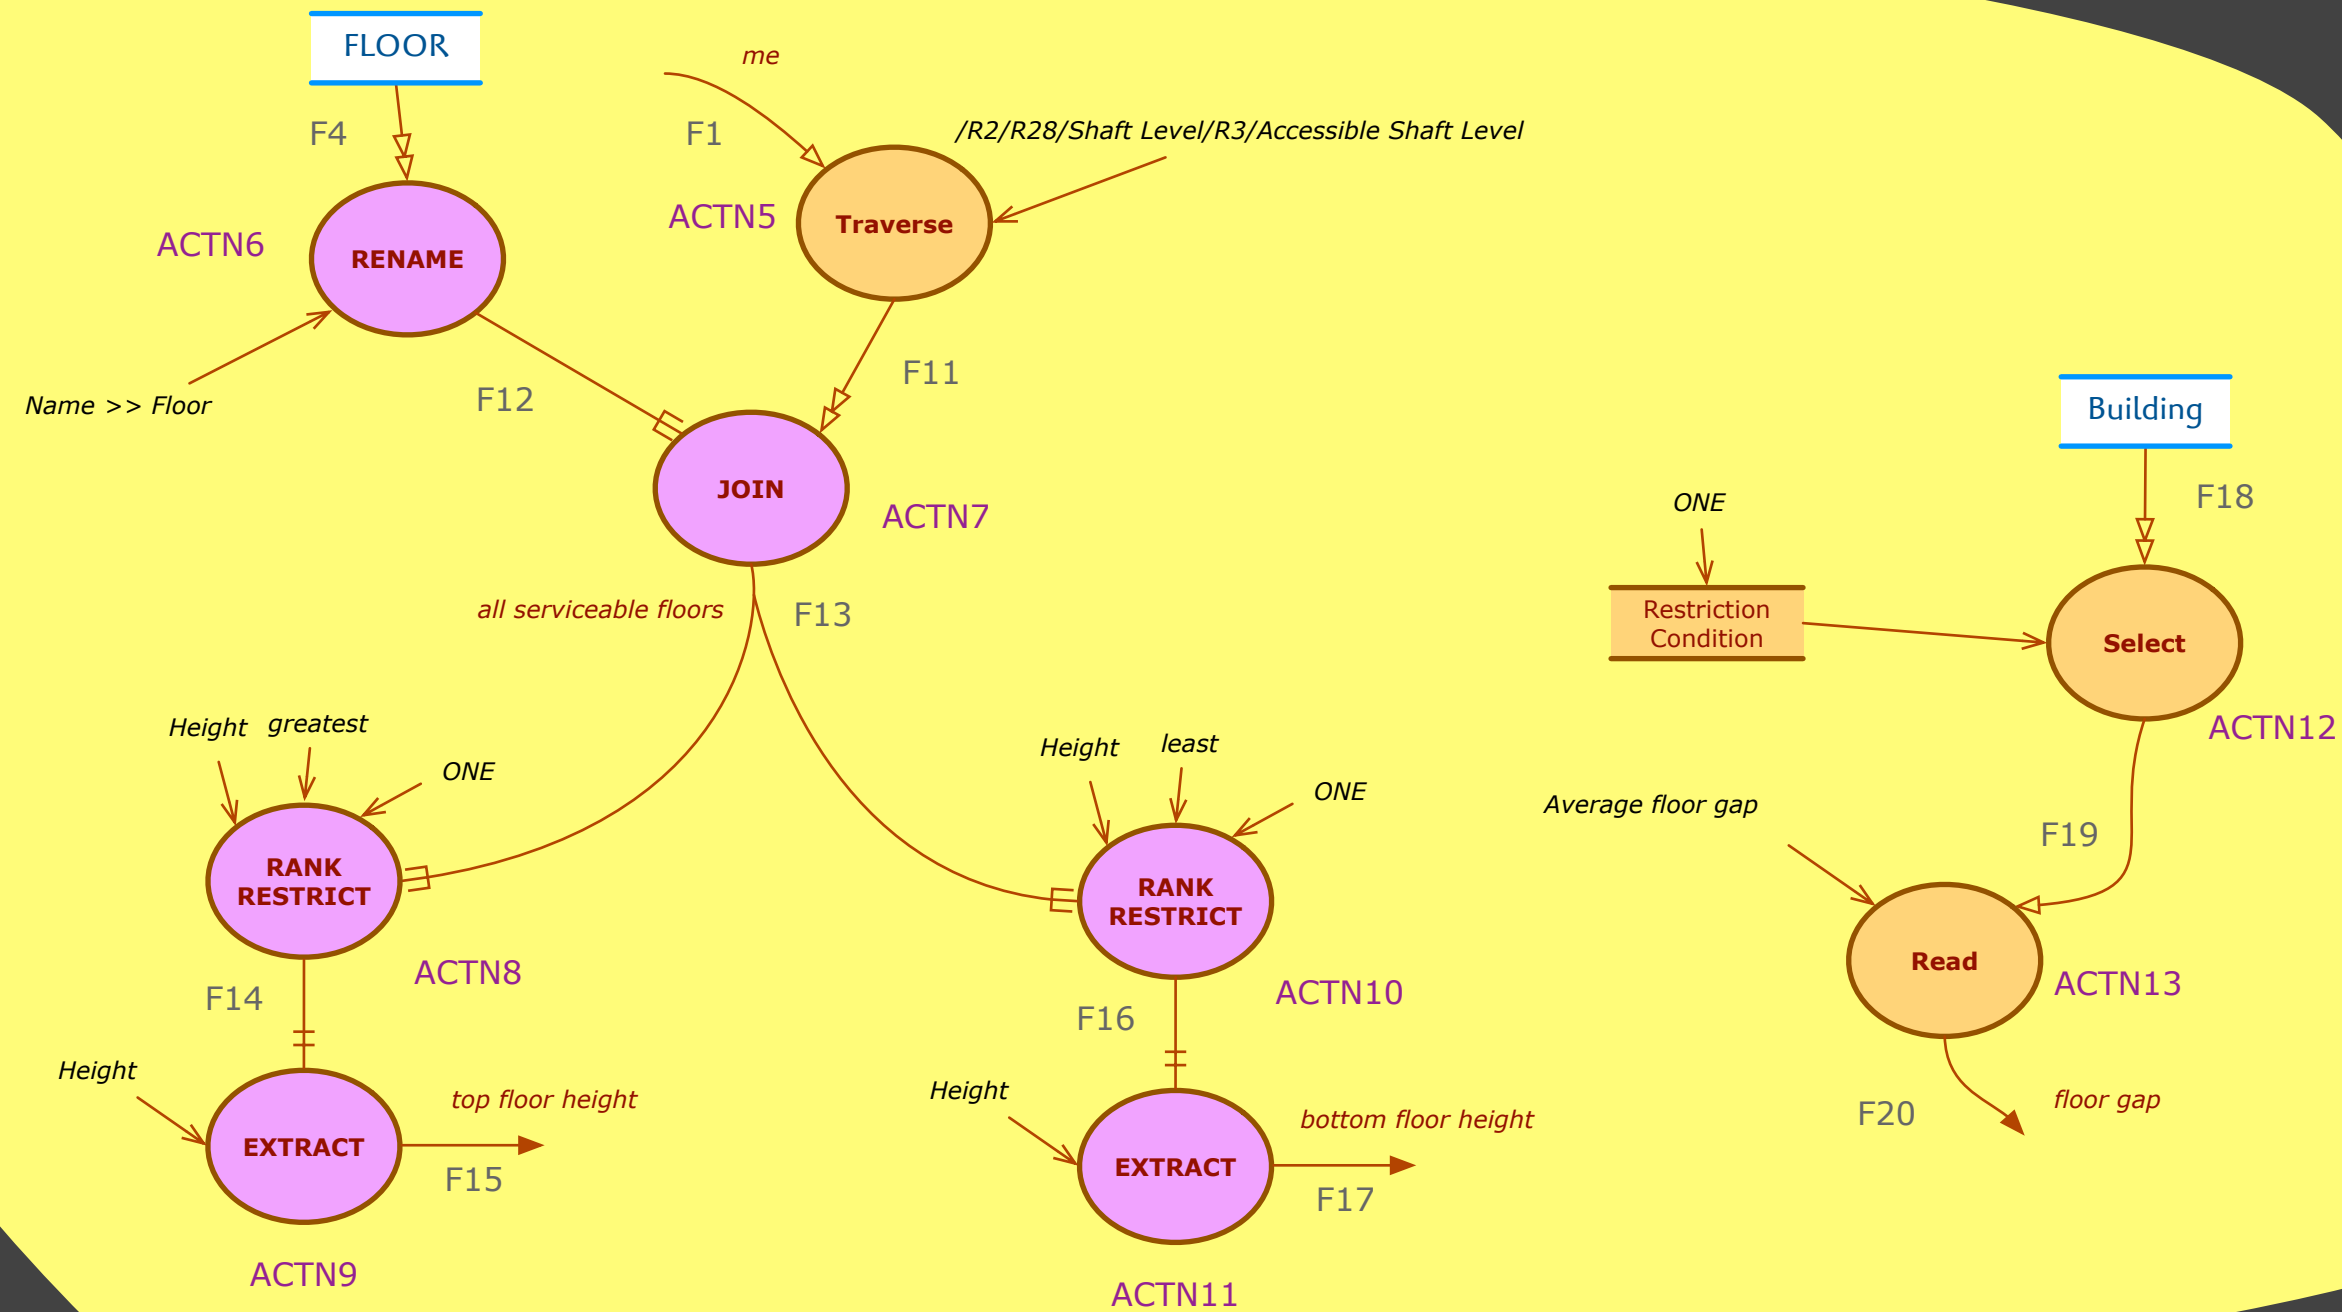 FLOOR
me
F4
F1
/R2/R28/Shaft Level/R3/Accessible Shaft Level
ACTN5
Traverse
ACTN6
RENAME
F11
Name >> Floor
F12
Building
JOIN
ACTN7
F18
ONE
all serviceable floors
F13
Restriction
Condition
Select
ACTN12
Height
greatest
ONE
Height
least
ONE
Average floor gap
F19
RANK
RESTRICT
RANK
RESTRICT
Read
ACTN13
ACTN8
ACTN10
F14
F16
Height
top floor height
Height
bottom floor height
F20
floor gap
EXTRACT
F15
EXTRACT
F17
ACTN9
ACTN11